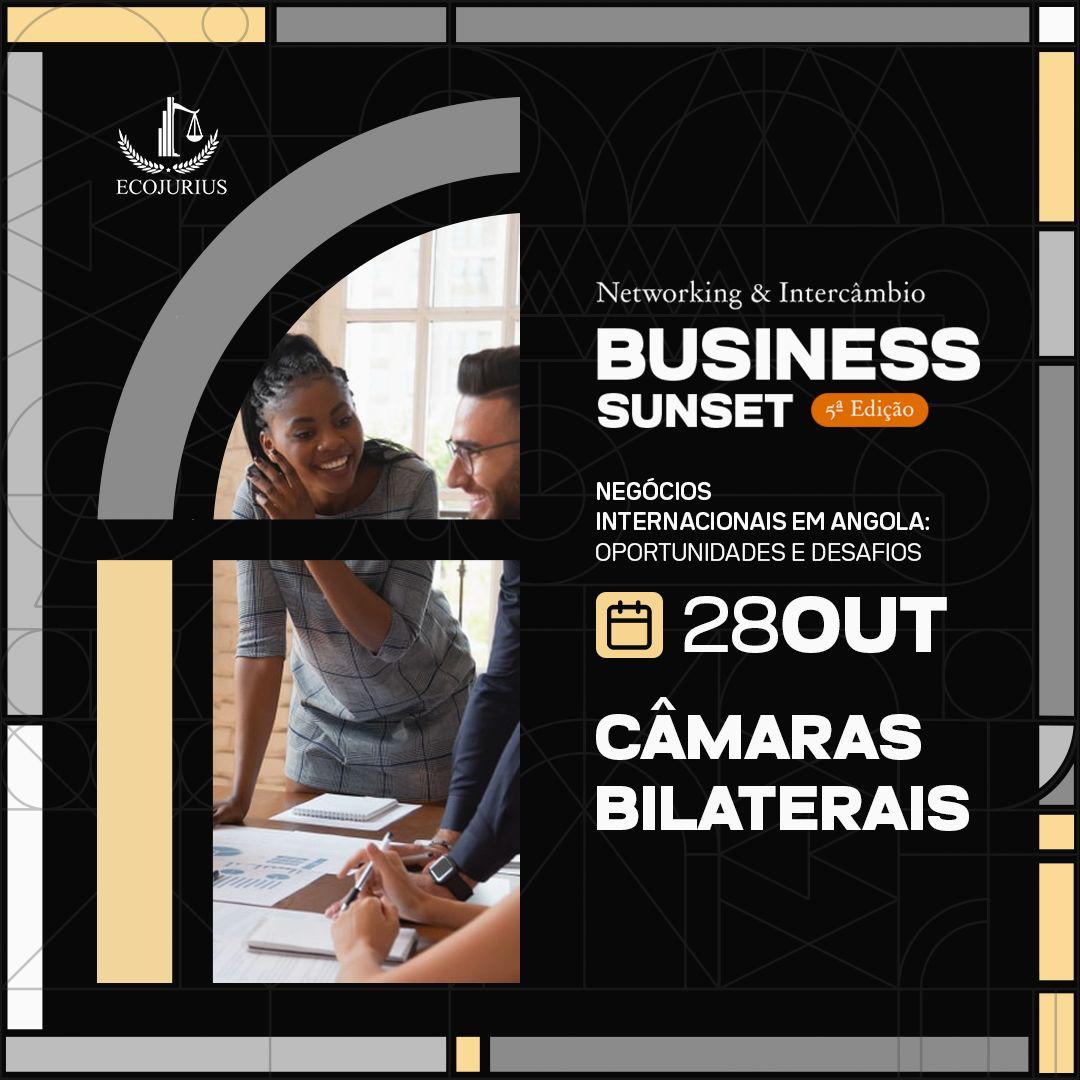 ECOJURIUS
Networking & Intercâmbio
BUSINESS
SUNSET 5ª Edição
NEGÓCIOS
INTERNACIONAIS EM ANGOLA:
OPORTUNIDADES E DESAFIOS
28OUT
CÂMARAS
BILATERAIS